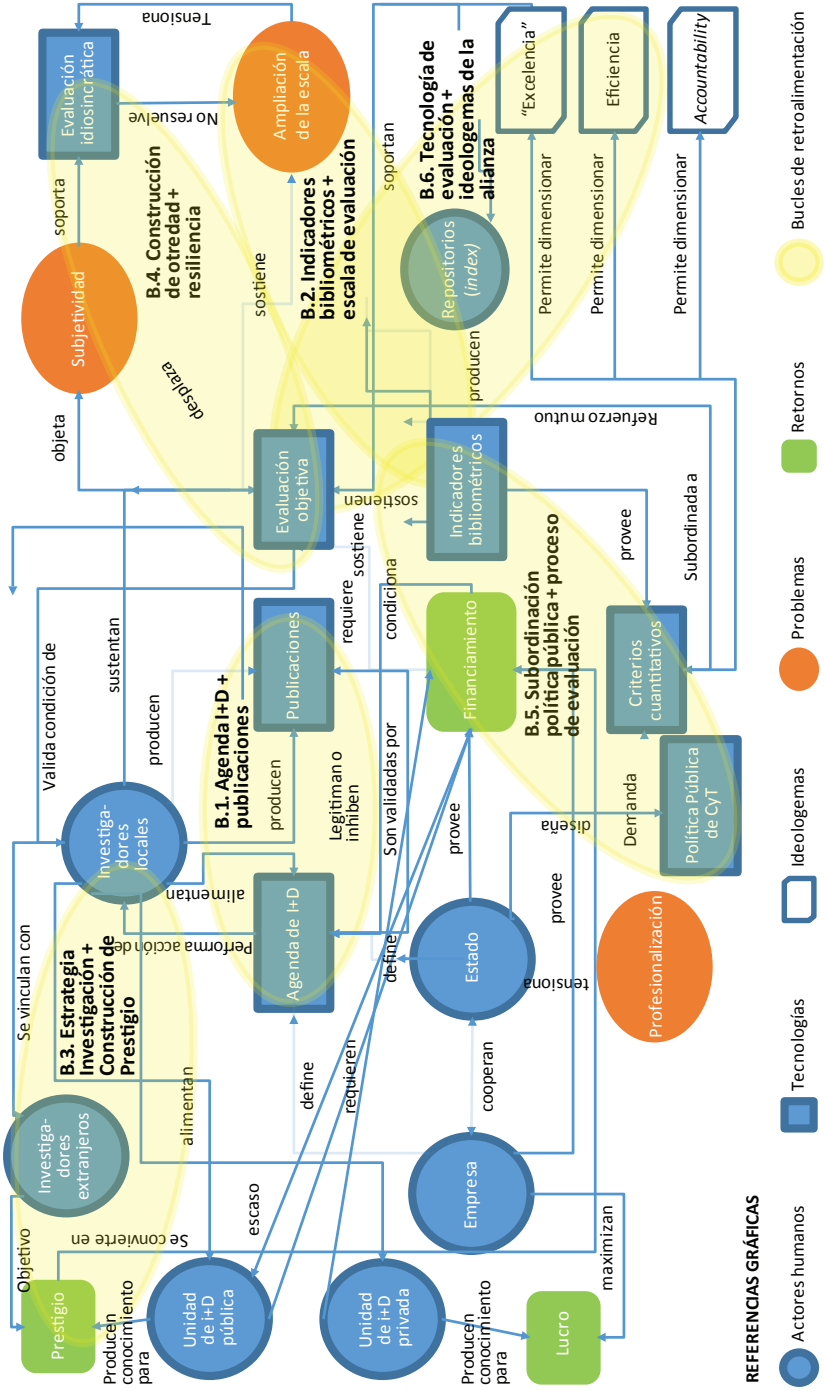 Prestigio
Objetivo
Investiga-
dores
extranjeros
Se vinculan con
B.3. Estrategia
Investigación +
Construcción de
Prestigio
Se convierte en
Producen
conocimiento
para
Unidad
de i+D
pública
alimentan
escaso
Unidad
de i+D
privada
Producen
conocimiento
para
Lucro
maximizan
Empresa
cooperan
define
requieren
define
Estado
provee
provee
tensiona
diseña
Investiga-
dores
locales
Valida condición de
sustentan
producen
producen
alimentan
Performa acción de
Agenda de I+D
B.1. Agenda I+D +
publicaciones
Legitiman o
inhiben
Son validadas por
Publicaciones
requiere
condiciona
Financiamiento
B.5. Subordinación
política pública + proceso
de evaluación
Profesionalización
Política Pública
de CyT
Demanda
Criterios
cuantitativos
provee
Subordinada a
Evaluación
objetiva
sostiene
sostienen
Indicadores
bibliométricos
Refuerzo mutuo
producen
objeta
desplaza
Subjetividad
soporta
Evaluación
idiosincrática
Tensiona
No resuelve
Ampliación
de la escala
B.4. Construcción
de otredad +
resiliencia
sostiene
B.2. Indicadores
bibliométricos +
escala de evaluación
soportan
B.6. Tecnología de
evaluación +
ideologemas de la
alianza
Repositorios
(index)
"Excelencia"
Eficiencia
Accountability
Permite dimensionar
Permite dimensionar
Permite dimensionar
REFERENCIAS GRÁFICAS
Actores humanos
Tecnologías
Ideologemas
Problemas
Retornos
Bucles de retroalimentación